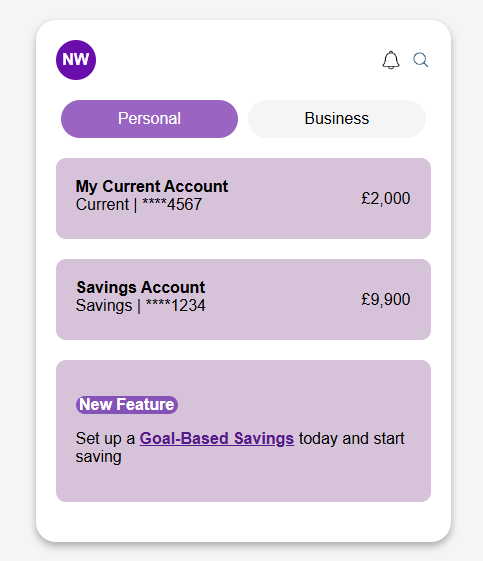 NW
Personal
Business
My Current Account
Current | ****4567
£2,000
Savings Account
Savings | ****1234
£9,900
New Feature
Set up a Goal-Based Savings today and start
saving